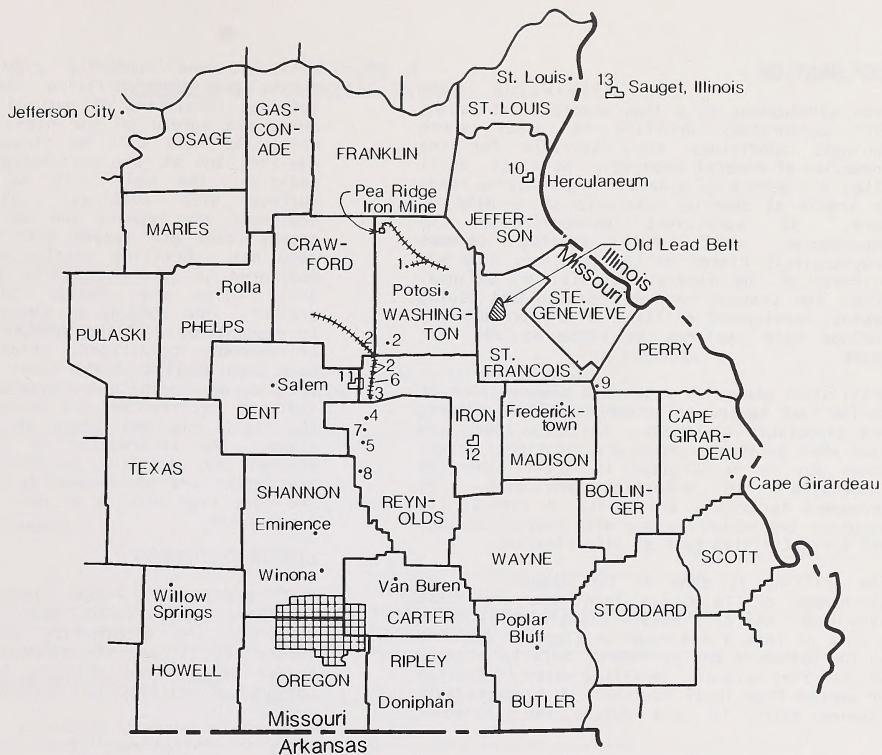 St. Louis
13
Sauget, Illinois
Jefferson City
GAS-
CON-
ADE
ST. LOUIS
OSAGE
FRANKLIN
10
Herculaneum
Pea Ridge
Iron Mine
JEFFER-
SON
MARIES
CRAW-
FORD
Old Lead Belt
1
Illinois
Missouri
Rolla
Potosi
STE.
GENEVIEVE
WASHING-
TON
PULASKI
PHELPS
2
2
PERRY
ST.
FRANCOIS
2
11
6
Salem
9
3
DENT
4
IRON
Frederick-
town
CAPE
GIRAR-
DEAU
7
5
12
MADISON
TEXAS
8
Cape Girardeau
SHANNON
REYN-
OLDS
BOLLIN-
GER
Eminence
WAYNE
SCOTT
Winona
Van Buren
Willow
Springs
CARTER
STODDARD
Poplar
Bluff
HOWELL
RIPLEY
OREGON
Doniphan
BUTLER
Missouri
Arkansas